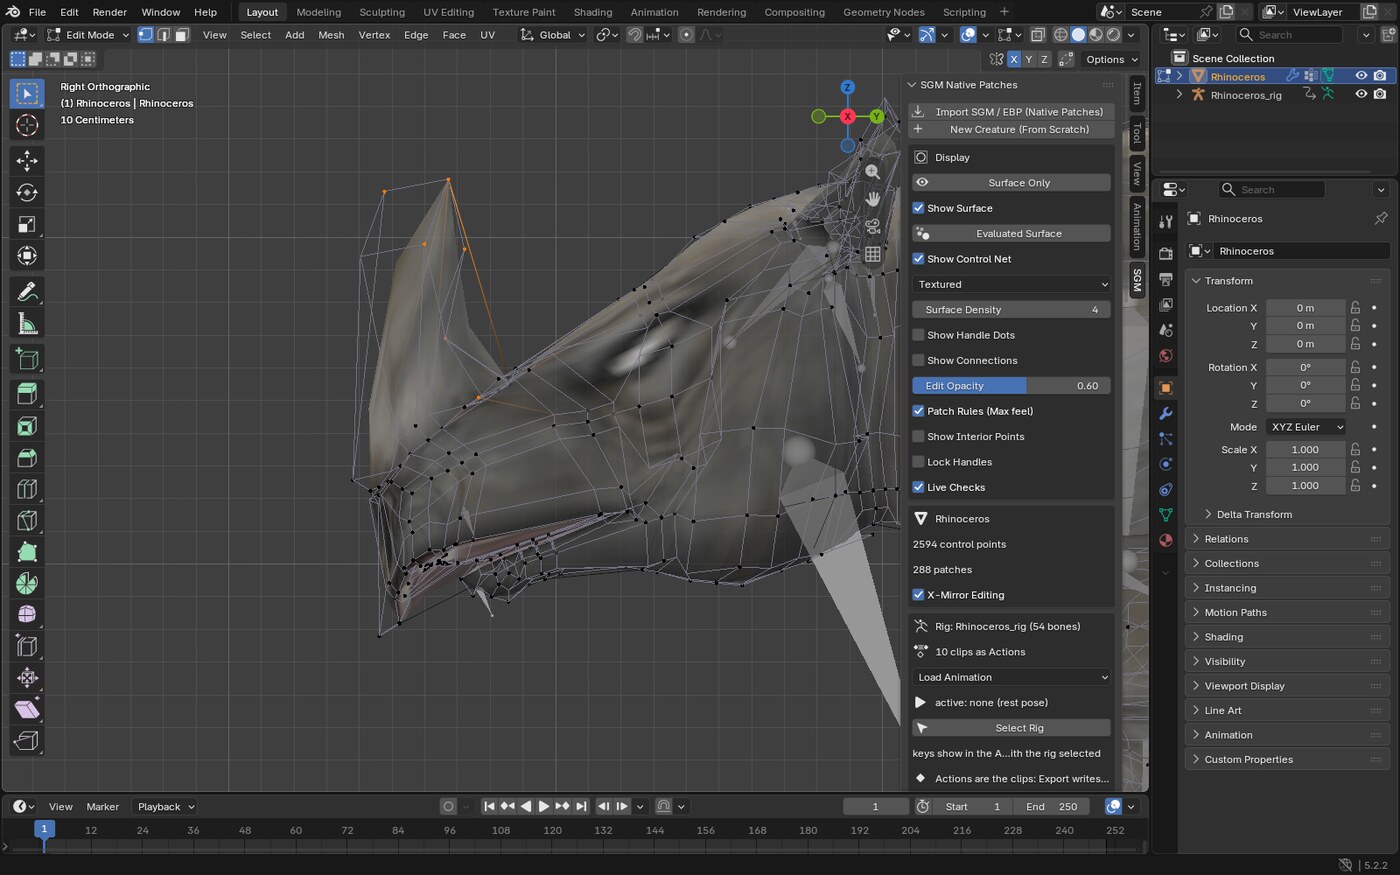 File Edit Render Window Help Layout Modeling Sculpting UV Editing Texture Paint Shading Animation Rendering Compositing Geometry Nodes Scripting + Scene ViewLayer
Edit Mode View Select Add Mesh Vertex Edge Face UV Global
X Y Z Options
Search
Scene Collection
Rhinoceros
Rhinoceros_rig
Right Orthographic
(1) Rhinoceros | Rhinoceros
10 Centimeters
Z
X
Y
SGM Native Patches
Import SGM / EBP (Native Patches)
New Creature (From Scratch)
Display
Surface Only
Show Surface
Evaluated Surface
Show Control Net
Textured
Surface Density 4
Show Handle Dots
Show Connections
Edit Opacity 0.60
Patch Rules (Max feel)
Show Interior Points
Lock Handles
Live Checks
Rhinoceros
2594 control points
288 patches
X-Mirror Editing
Rig: Rhinoceros_rig (54 bones)
10 clips as Actions
Load Animation
active: none (rest pose)
Select Rig
keys show in the A...ith the rig selected
Actions are the clips: Export writes...
Item
Tool
View
Animation
SGM
Search
Rhinoceros
Rhinoceros
Transform
Location X 0 m
Y 0 m
Z 0 m
Rotation X 0°
Y 0°
Z 0°
Mode XYZ Euler
Scale X 1.000
Y 1.000
Z 1.000
Delta Transform
Relations
Collections
Instancing
Motion Paths
Shading
Visibility
Viewport Display
Line Art
Animation
Custom Properties
View Marker Playback 1 Start 1 End 250
1 12 24 36 48 60 72 84 96 108 120 132 144 156 168 180 192 204 216 228 240 252
5.2.2